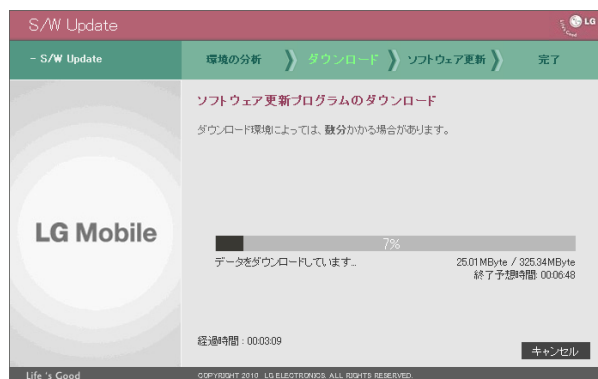 S/W Update
LG
- S/W Update
環境の分析 》 ダウンロード 》 ソフトウェア更新 》 完了
ソフトウェア更新プログラムのダウンロード
ダウンロード環境によっては、数分かかる場合があります。
LG Mobile
7%
データをダウンロードしています...
25.01MByte / 325.34MByte
終了予想時間: 00:06:48
経過時間 : 00:03:09
キャンセル
Life's Good
COPYRIGHT 2010 LG ELECTRONICS. ALL RIGHTS RESERVED.